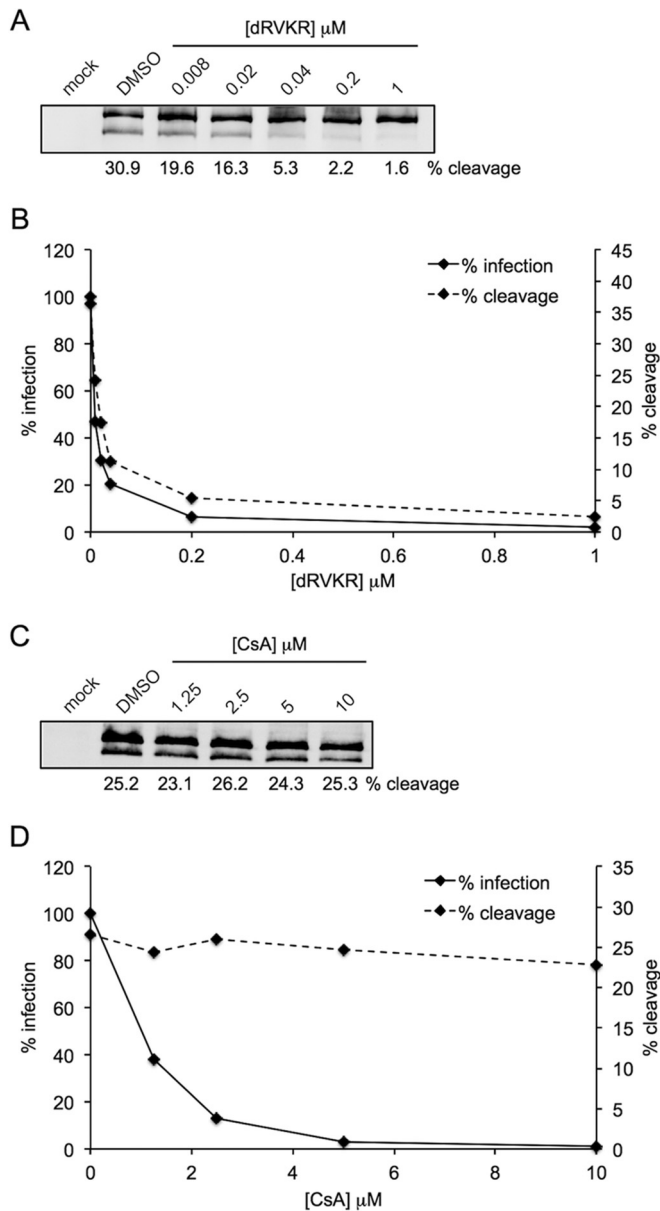 A
[dRVKR] μM
mock DMSO 0.008 0.02 0.04 0.2 1
30.9 19.6 16.3 5.3 2.2 1.6 % cleavage
B
120 100 80 60 40 20 0
% infection
% infection
% cleavage
45 40 35 30 25 20 15 10 5 0
% cleavage
0 0.2 0.4 0.6 0.8 1
[dRVKR] μM
C
[CsA] μM
mock DMSO 1.25 2.5 5 10
25.2 23.1 26.2 24.3 25.3 % cleavage
D
120 100 80 60 40 20 0
% infection
% infection
% cleavage
35 30 25 20 15 10 5 0
% cleavage
0 2 4 6 8 10
[CsA] μM